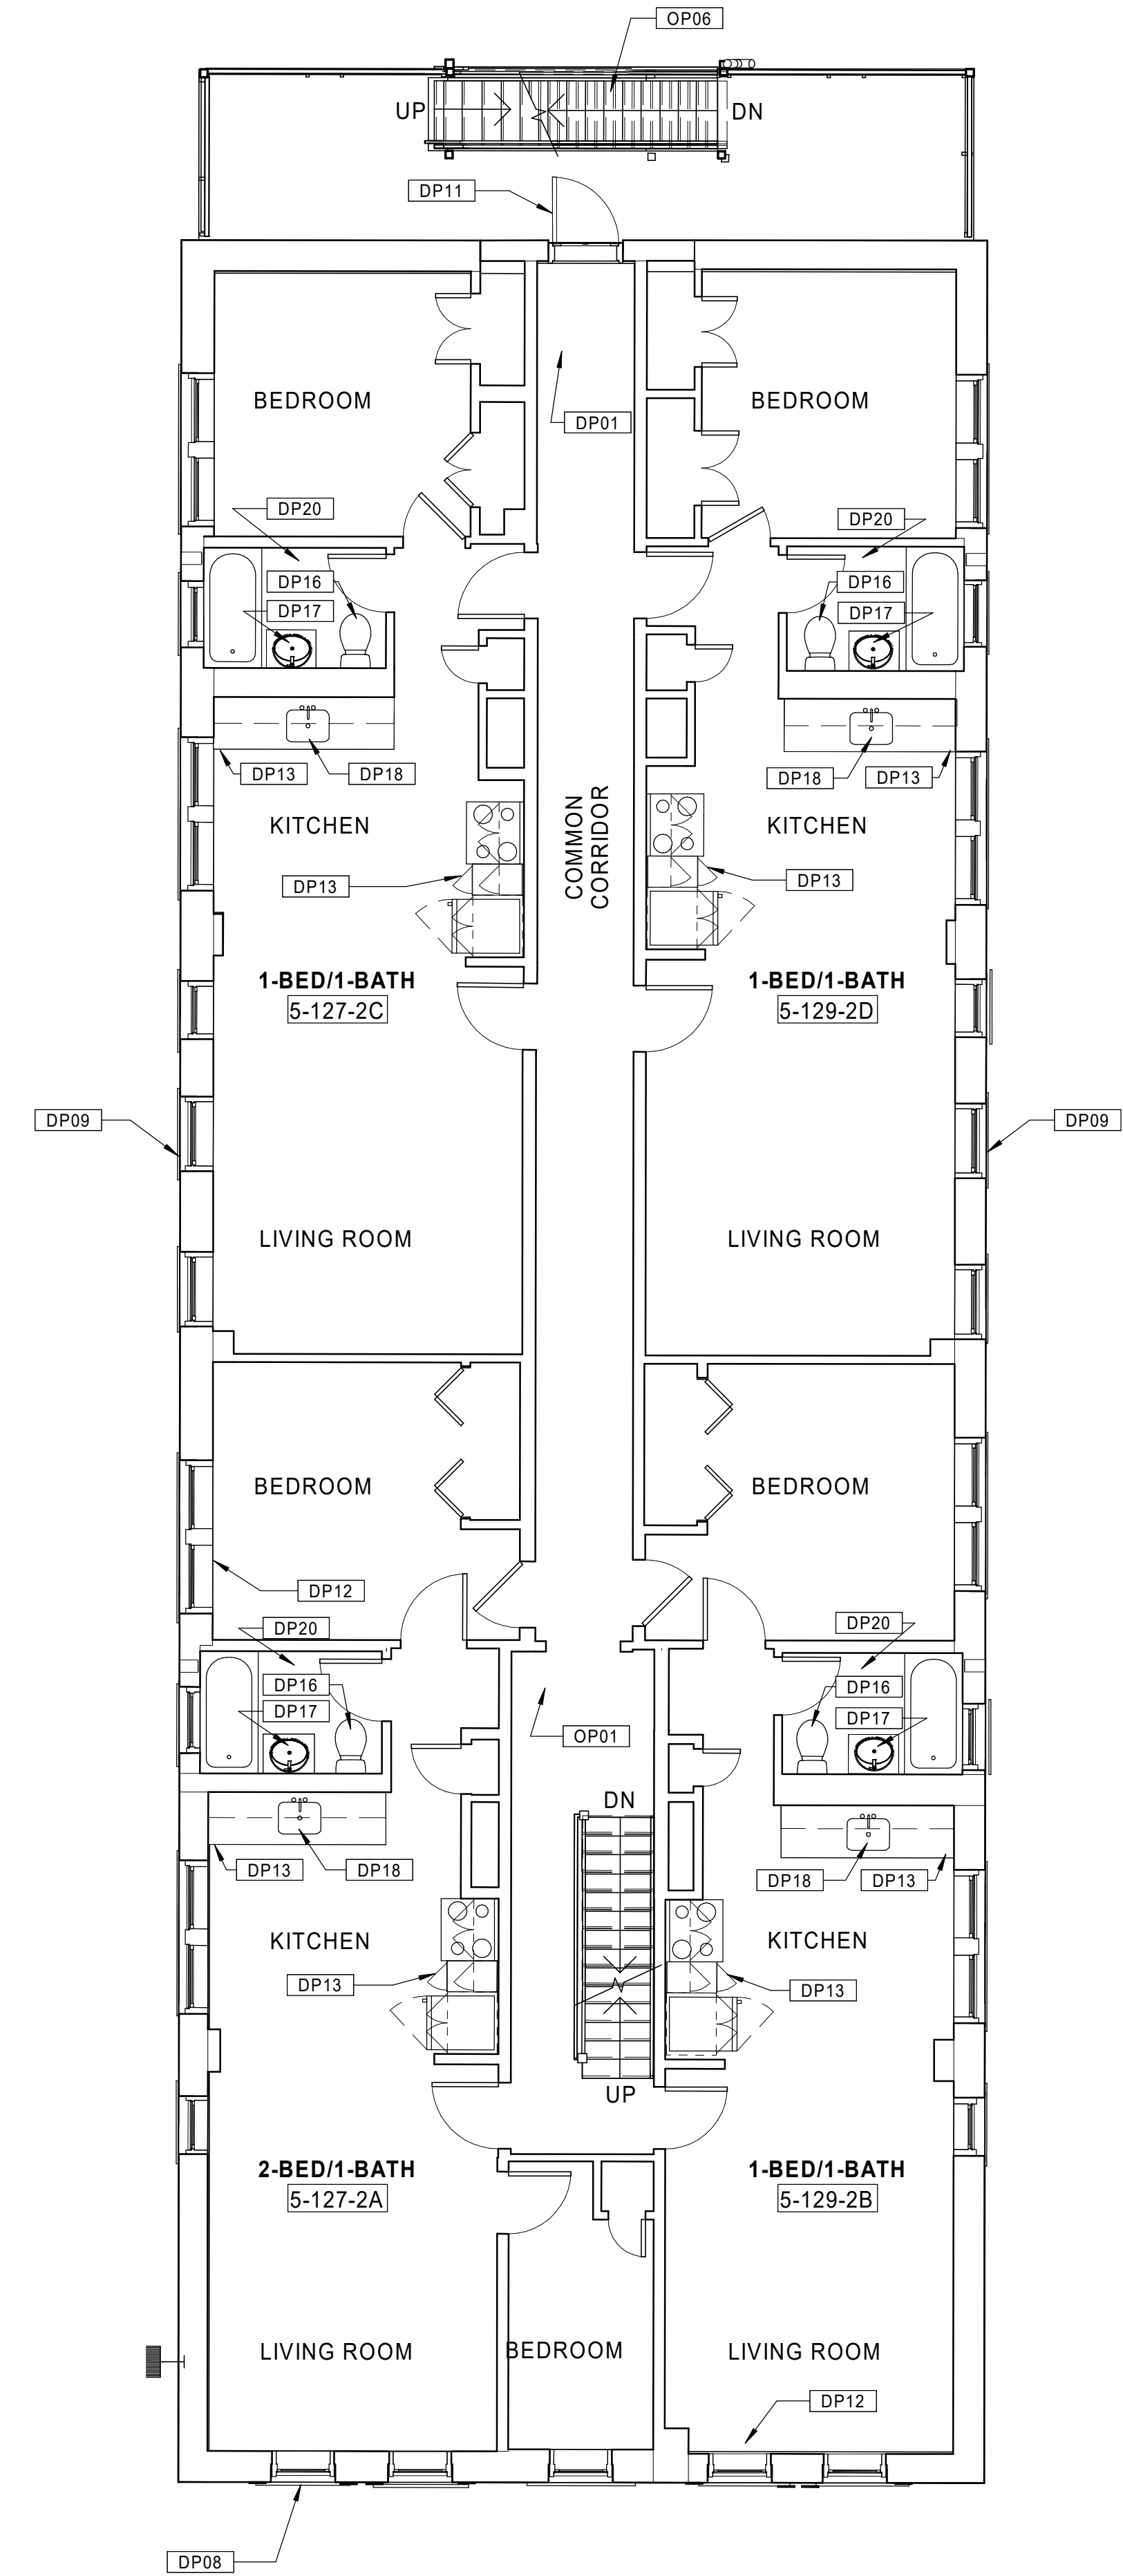 OP06
UP
DN
DP11
BEDROOM
BEDROOM
DP01
DP20
DP20
DP16
DP16
DP17
DP17
DP13
DP18
DP18
DP13
KITCHEN
COMMON
CORRIDOR
KITCHEN
DP13
DP13
1-BED/1-BATH
5-127-2C
1-BED/1-BATH
5-129-2D
DP09
DP09
LIVING ROOM
LIVING ROOM
BEDROOM
BEDROOM
DP12
DP20
DP20
DP16
DP16
DP17
DP17
OP01
DN
DP13
DP18
DP18
DP13
KITCHEN
KITCHEN
DP13
DP13
UP
2-BED/1-BATH
5-127-2A
1-BED/1-BATH
5-129-2B
LIVING ROOM
BEDROOM
LIVING ROOM
DP12
DP08